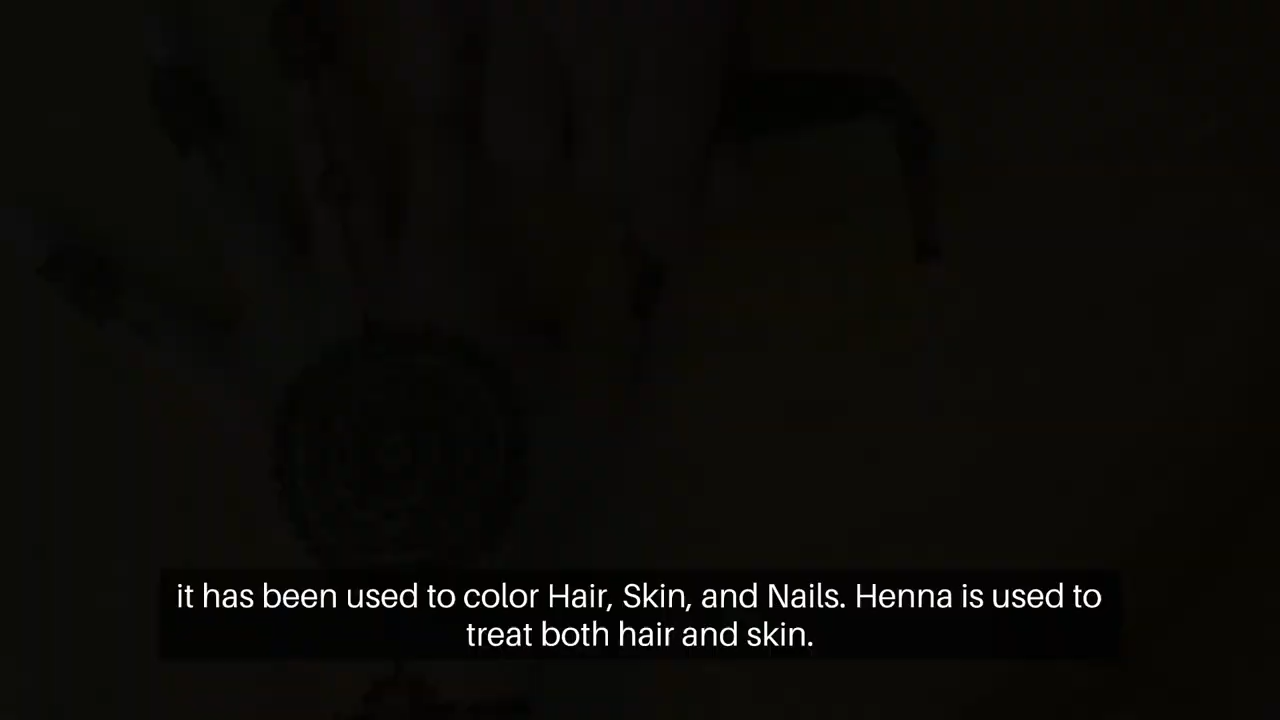 it has been used to color Hair, Skin, and Nails. Henna is used to
treat both hair and skin.